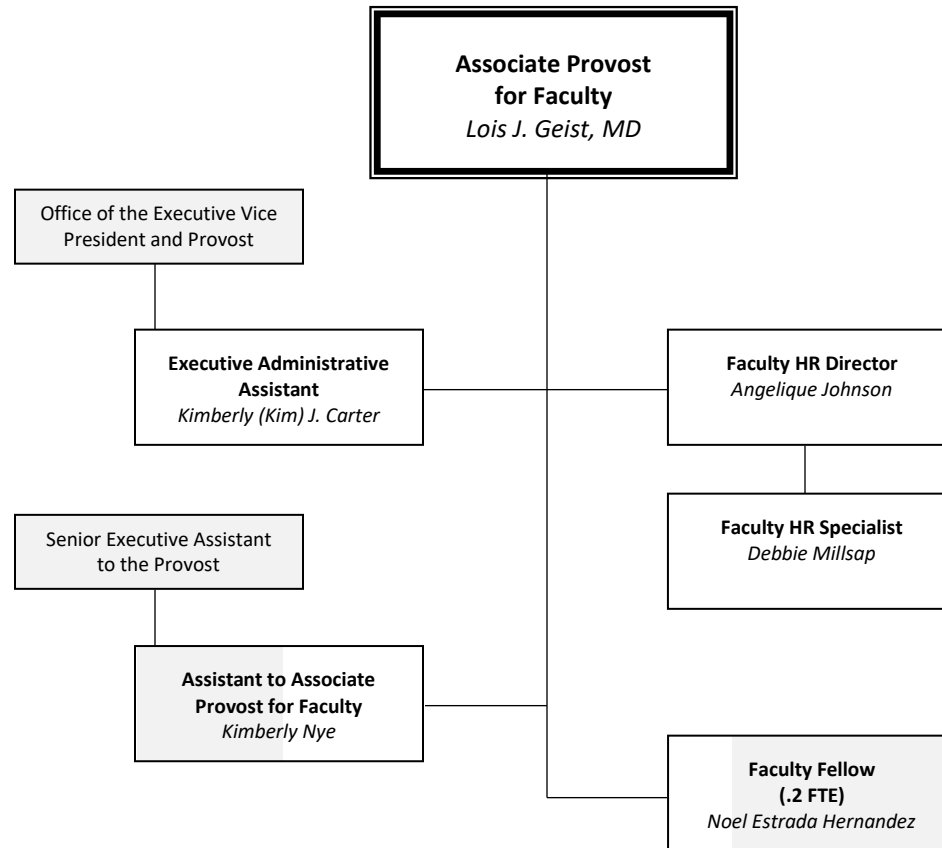 Associate Provost
for Faculty
Lois J. Geist, MD
Office of the Executive Vice
President and Provost
Executive Administrative
Assistant
Kimberly (Kim) J. Carter
Faculty HR Director
Angelique Johnson
Faculty HR Specialist
Debbie Millsap
Senior Executive Assistant
to the Provost
Assistant to Associate
Provost for Faculty
Kimberly Nye
Faculty Fellow
(.2 FTE)
Noel Estrada Hernandez